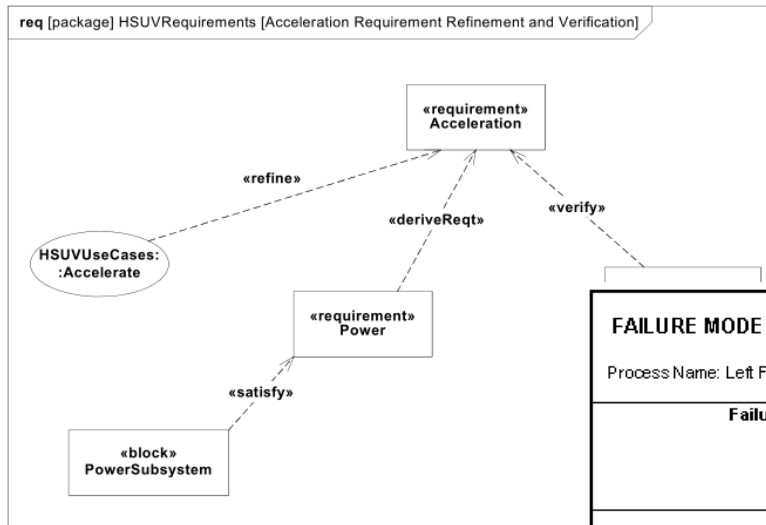 req [package] HSUVRequirements [Acceleration Requirement Refinement and Verification]
«requirement»
Acceleration
«refine»
«deriveReqt»
«verify»
HSUVUseCases:
:Accelerate
«requirement»
Power
«satisfy»
«block»
PowerSubsystem
FAILURE MODE
Process Name: Left F
Failu